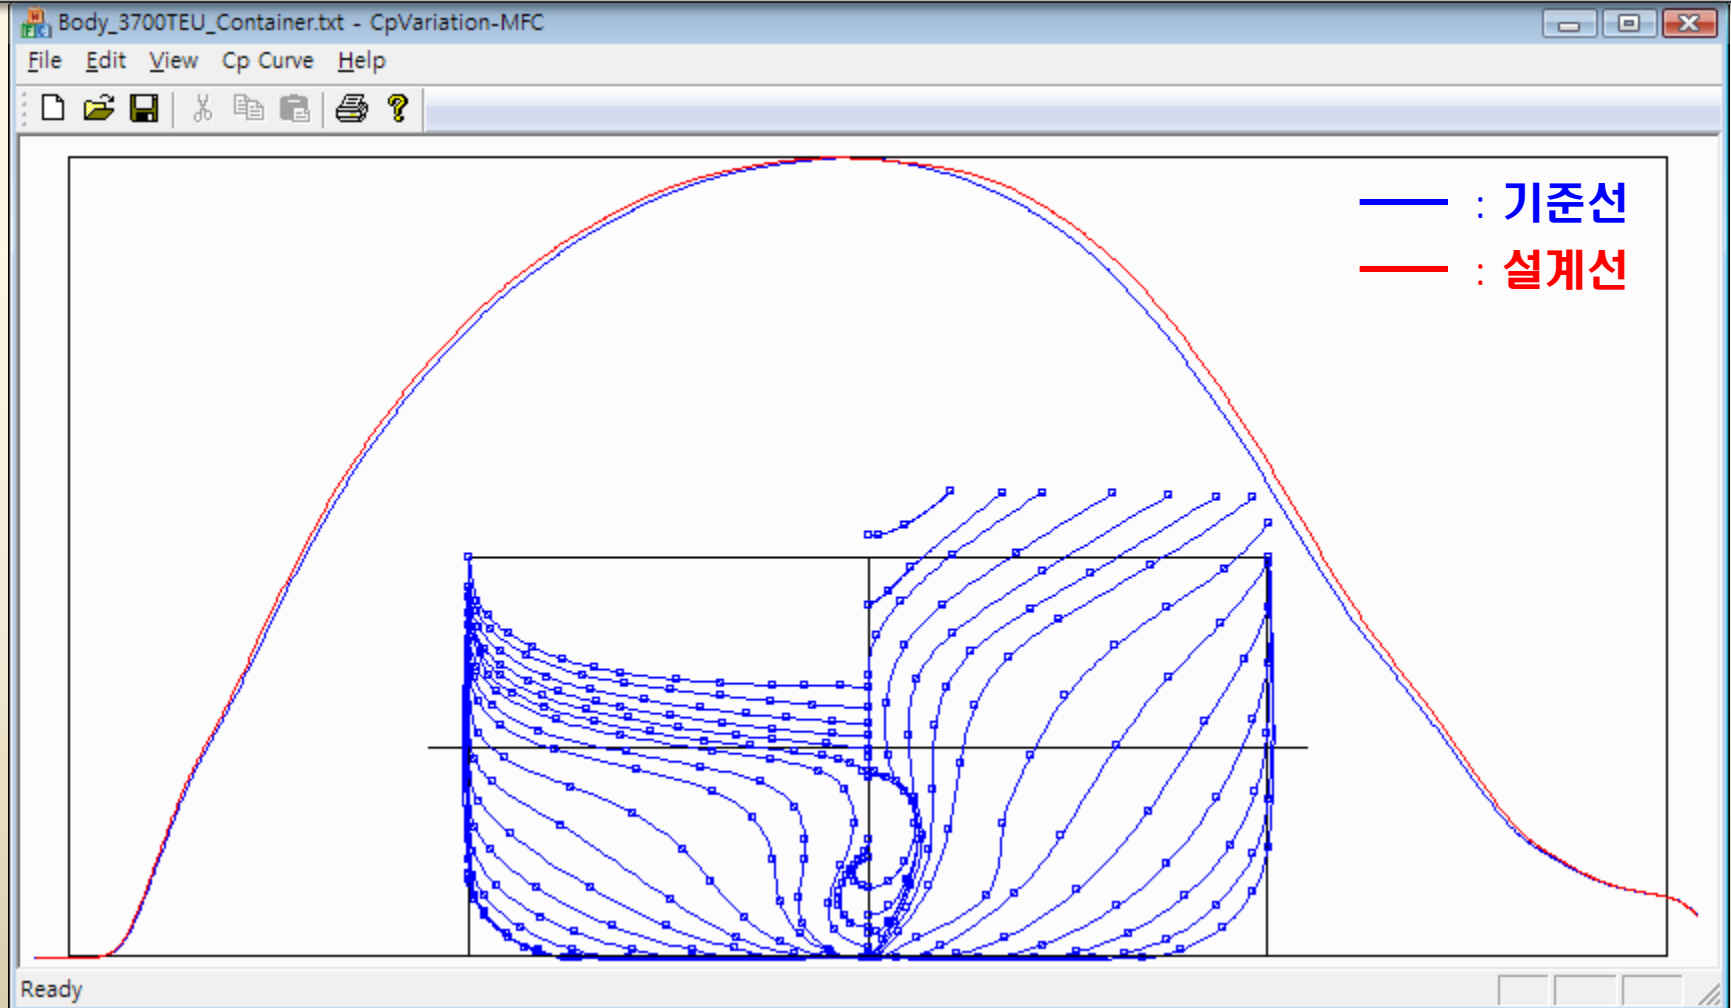 Body_3700TEU_Container.txt - CpVariation-MFC
File Edit View Cp Curve Help
: 기준선
: 설계선
Ready